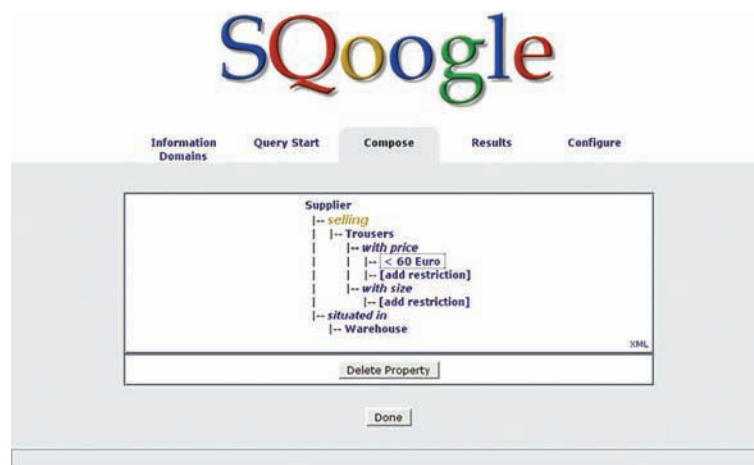 SQoogle
Information Domains
Query Start
Compose
Results
Configure
Supplier
|-- selling
| |-- Trousers
| | |-- with price
| | | |-- < 60 Euro
| | | |-- [add restriction]
| | |-- with size
| | |-- [add restriction]
|-- situated in
|-- Warehouse
XML
Delete Property
Done